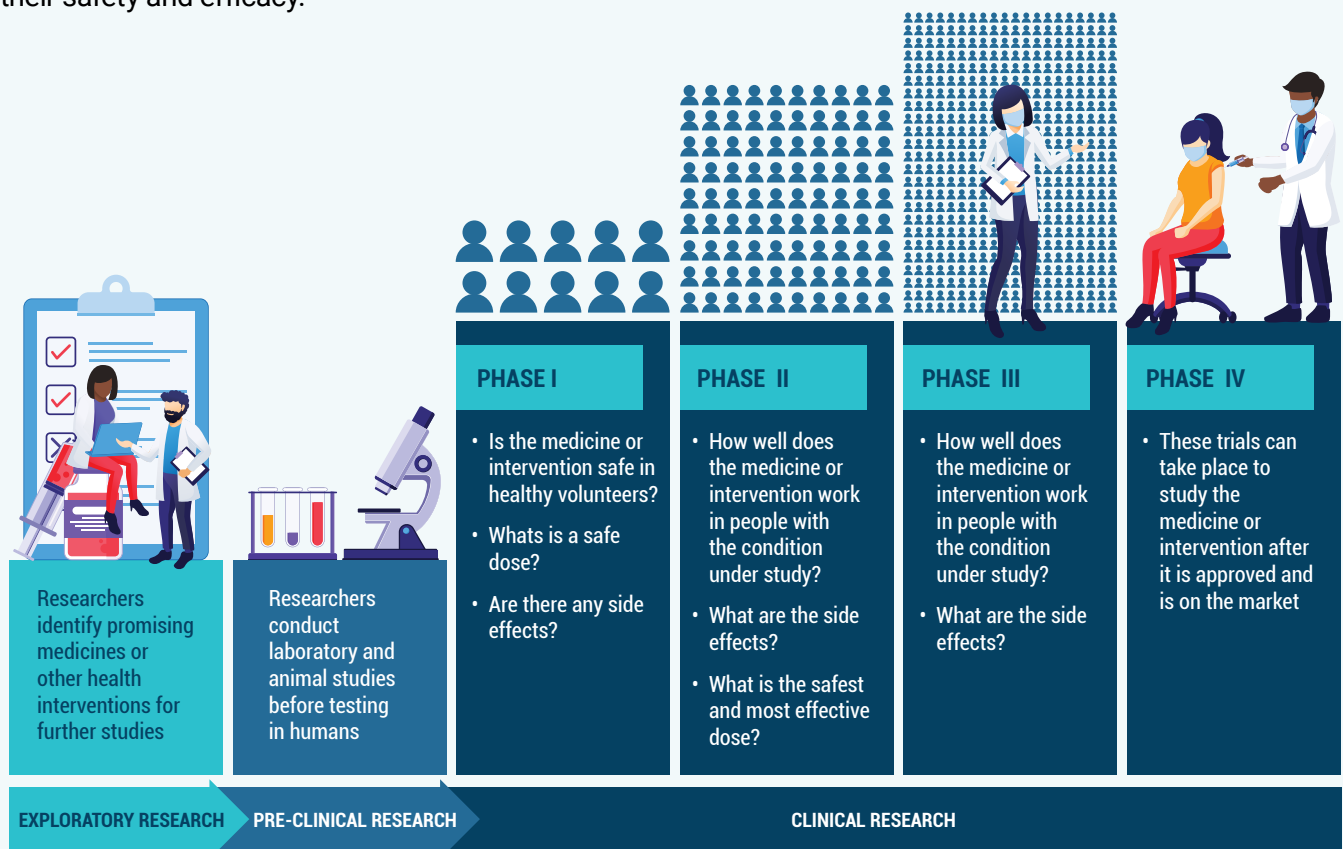 their safety and efficacy.
Researchers
identify promising
medicines or
other health
interventions for
further studies
Researchers
conduct
laboratory and
animal studies
before testing
in humans
PHASE I
• Is the medicine or
intervention safe in
healthy volunteers?
• Whats is a safe
dose?
• Are there any side
effects?
PHASE II
• How well does
the medicine or
intervention work
in people with
the condition
under study?
• What are the side
effects?
• What is the safest
and most effective
dose?
PHASE III
• How well does
the medicine or
intervention work
in people with
the condition
under study?
• What are the side
effects?
PHASE IV
• These trials can
take place to
study the
medicine or
intervention after
it is approved and
is on the market
EXPLORATORY RESEARCH
PRE-CLINICAL RESEARCH
CLINICAL RESEARCH